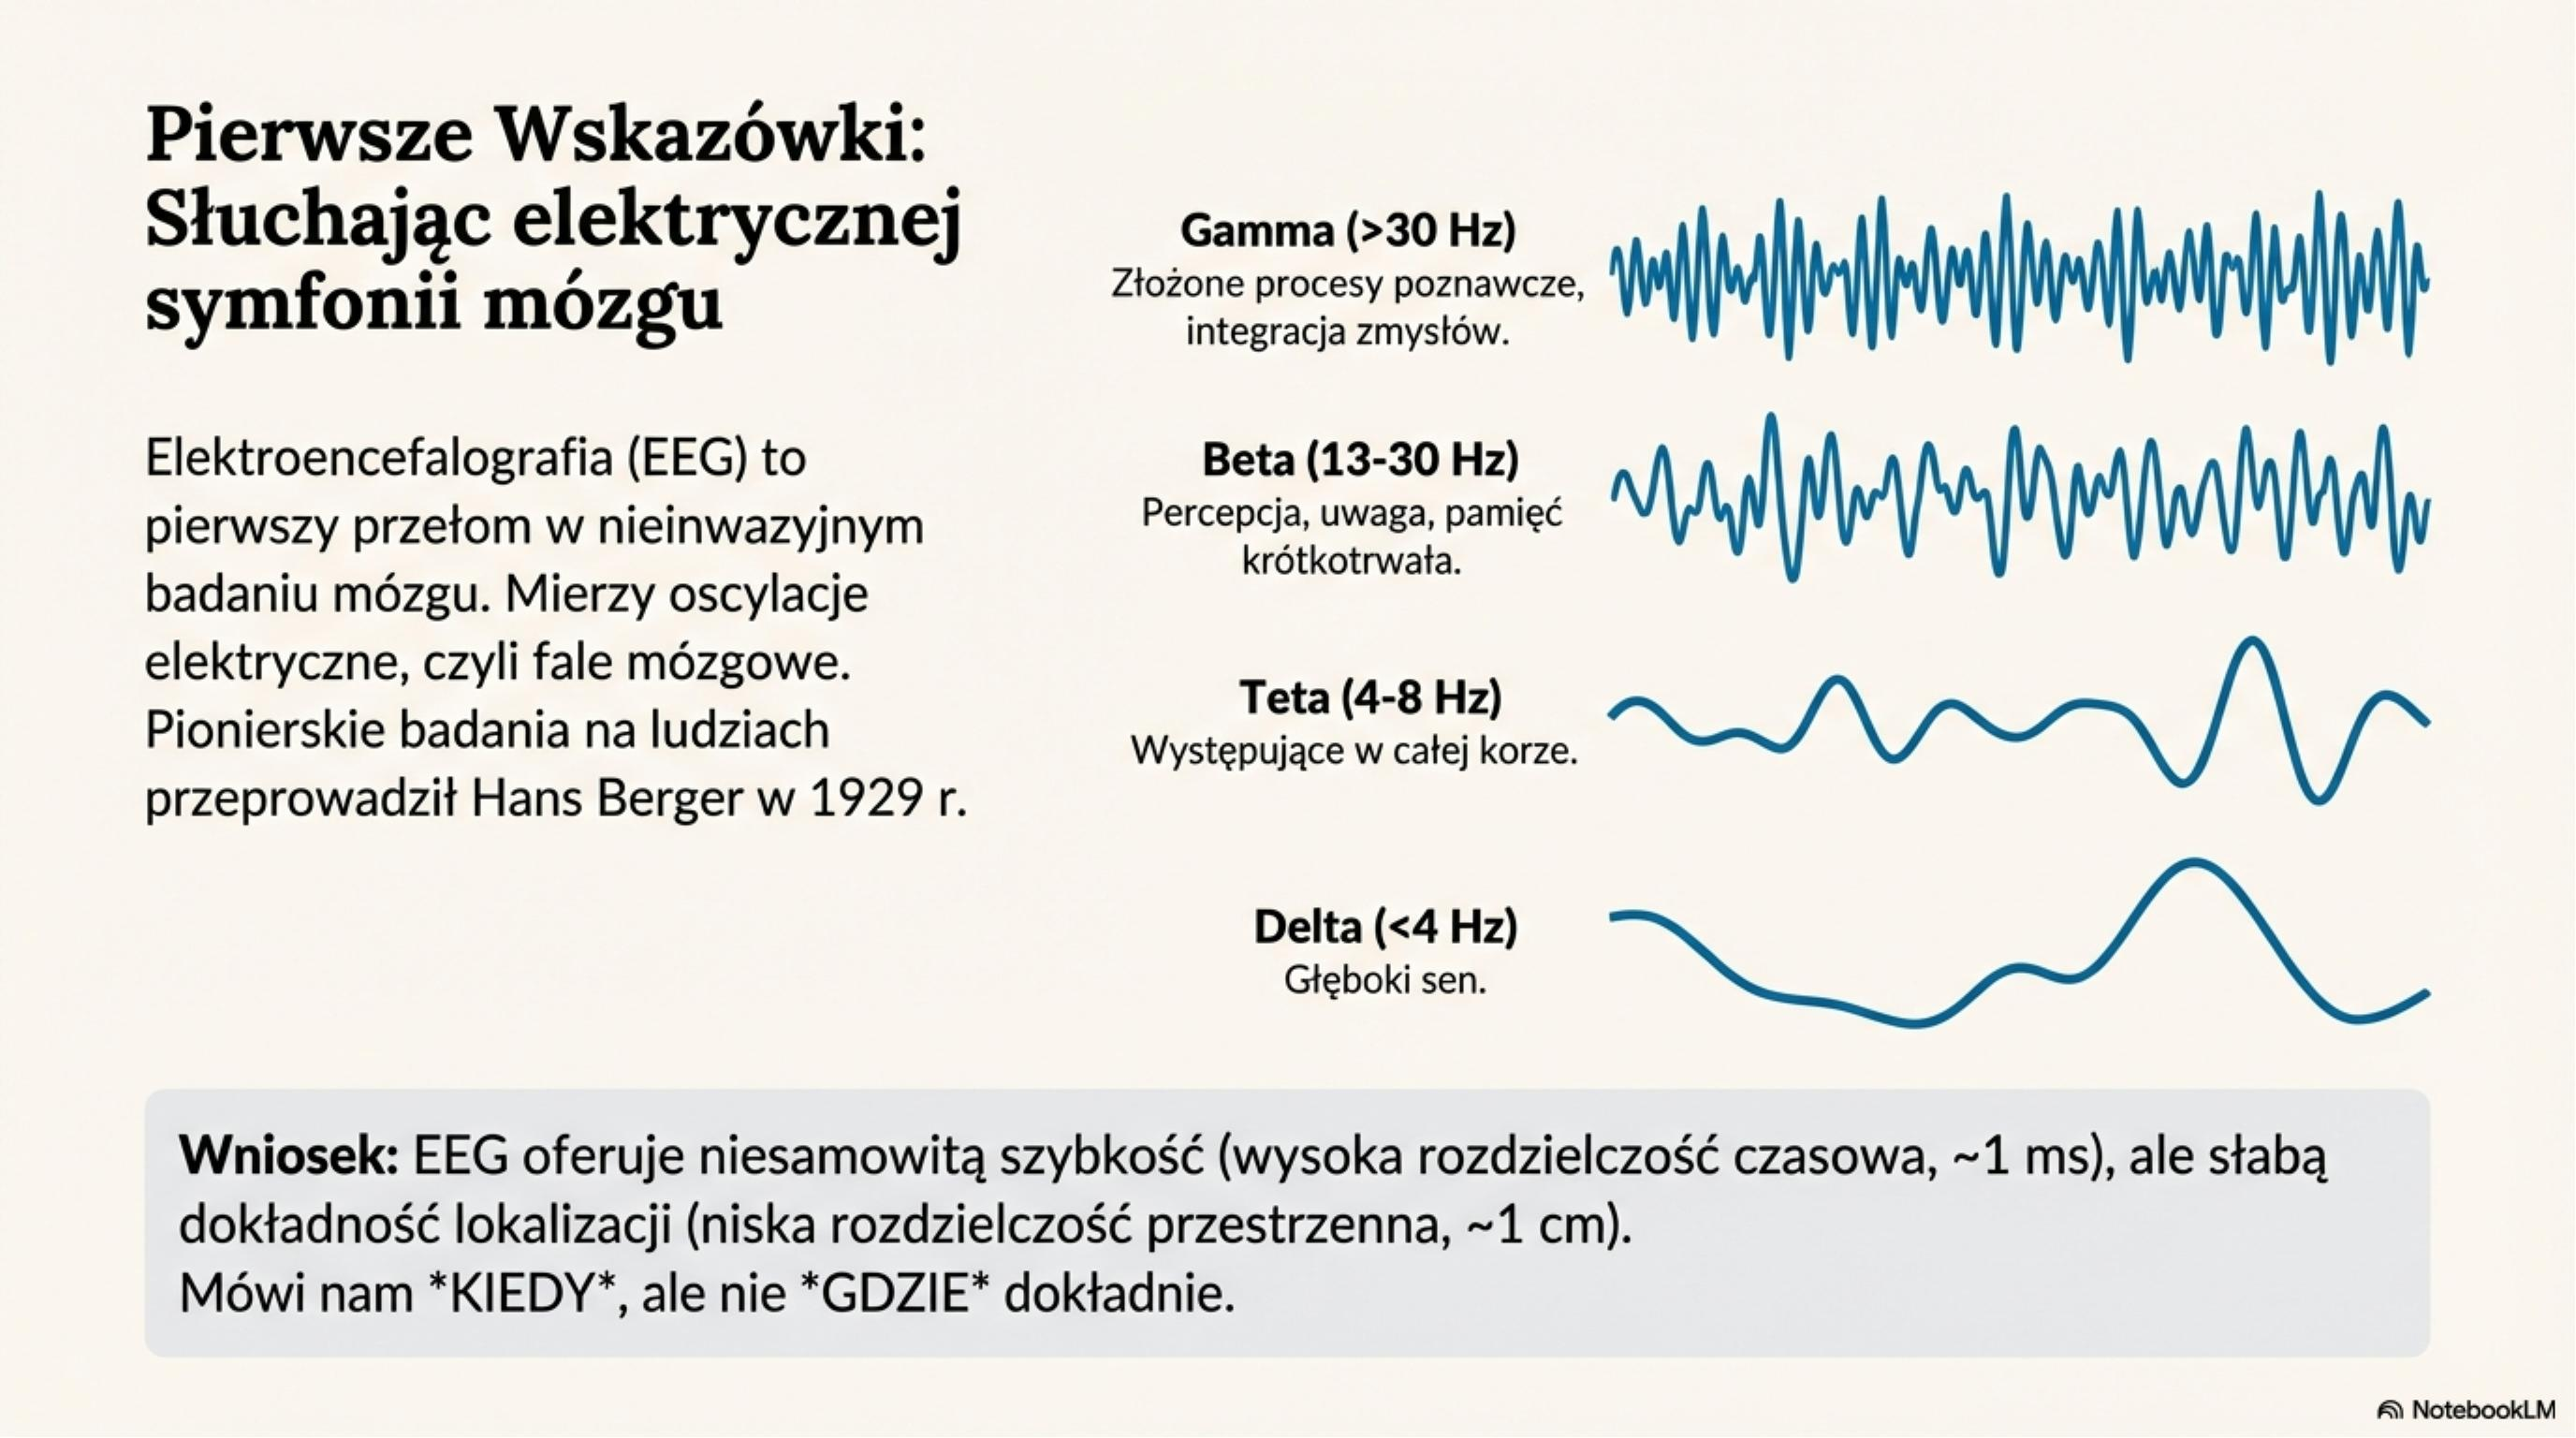 Pierwsze Wskazówki:
Słuchając elektrycznej
symfonii mózgu
Elektroencefalografia (EEG) to
pierwszy przełom w nieinwazyjnym
badaniu mózgu. Mierzy oscylacje
elektryczne, czyli fale mózgowe.
Pionierskie badania na ludziach
przeprowadził Hans Berger w 1929 r.
Gamma (>30 Hz)
Złożone procesy poznawcze,
integracja zmysłów.
Beta (13-30 Hz)
Percepcja, uwaga, pamięć
krótkotrwała.
Teta (4-8 Hz)
Występujące w całej korze.
Delta (<4 Hz)
Głęboki sen.
Wniosek: EEG oferuje niesamowitą szybkość (wysoka rozdzielczość czasowa, ~1 ms), ale słabą
dokładność lokalizacji (niska rozdzielczość przestrzenna, ~1 cm).
Mówi nam *KIEDY*, ale nie *GDZIE* dokładnie.
NotebookLM